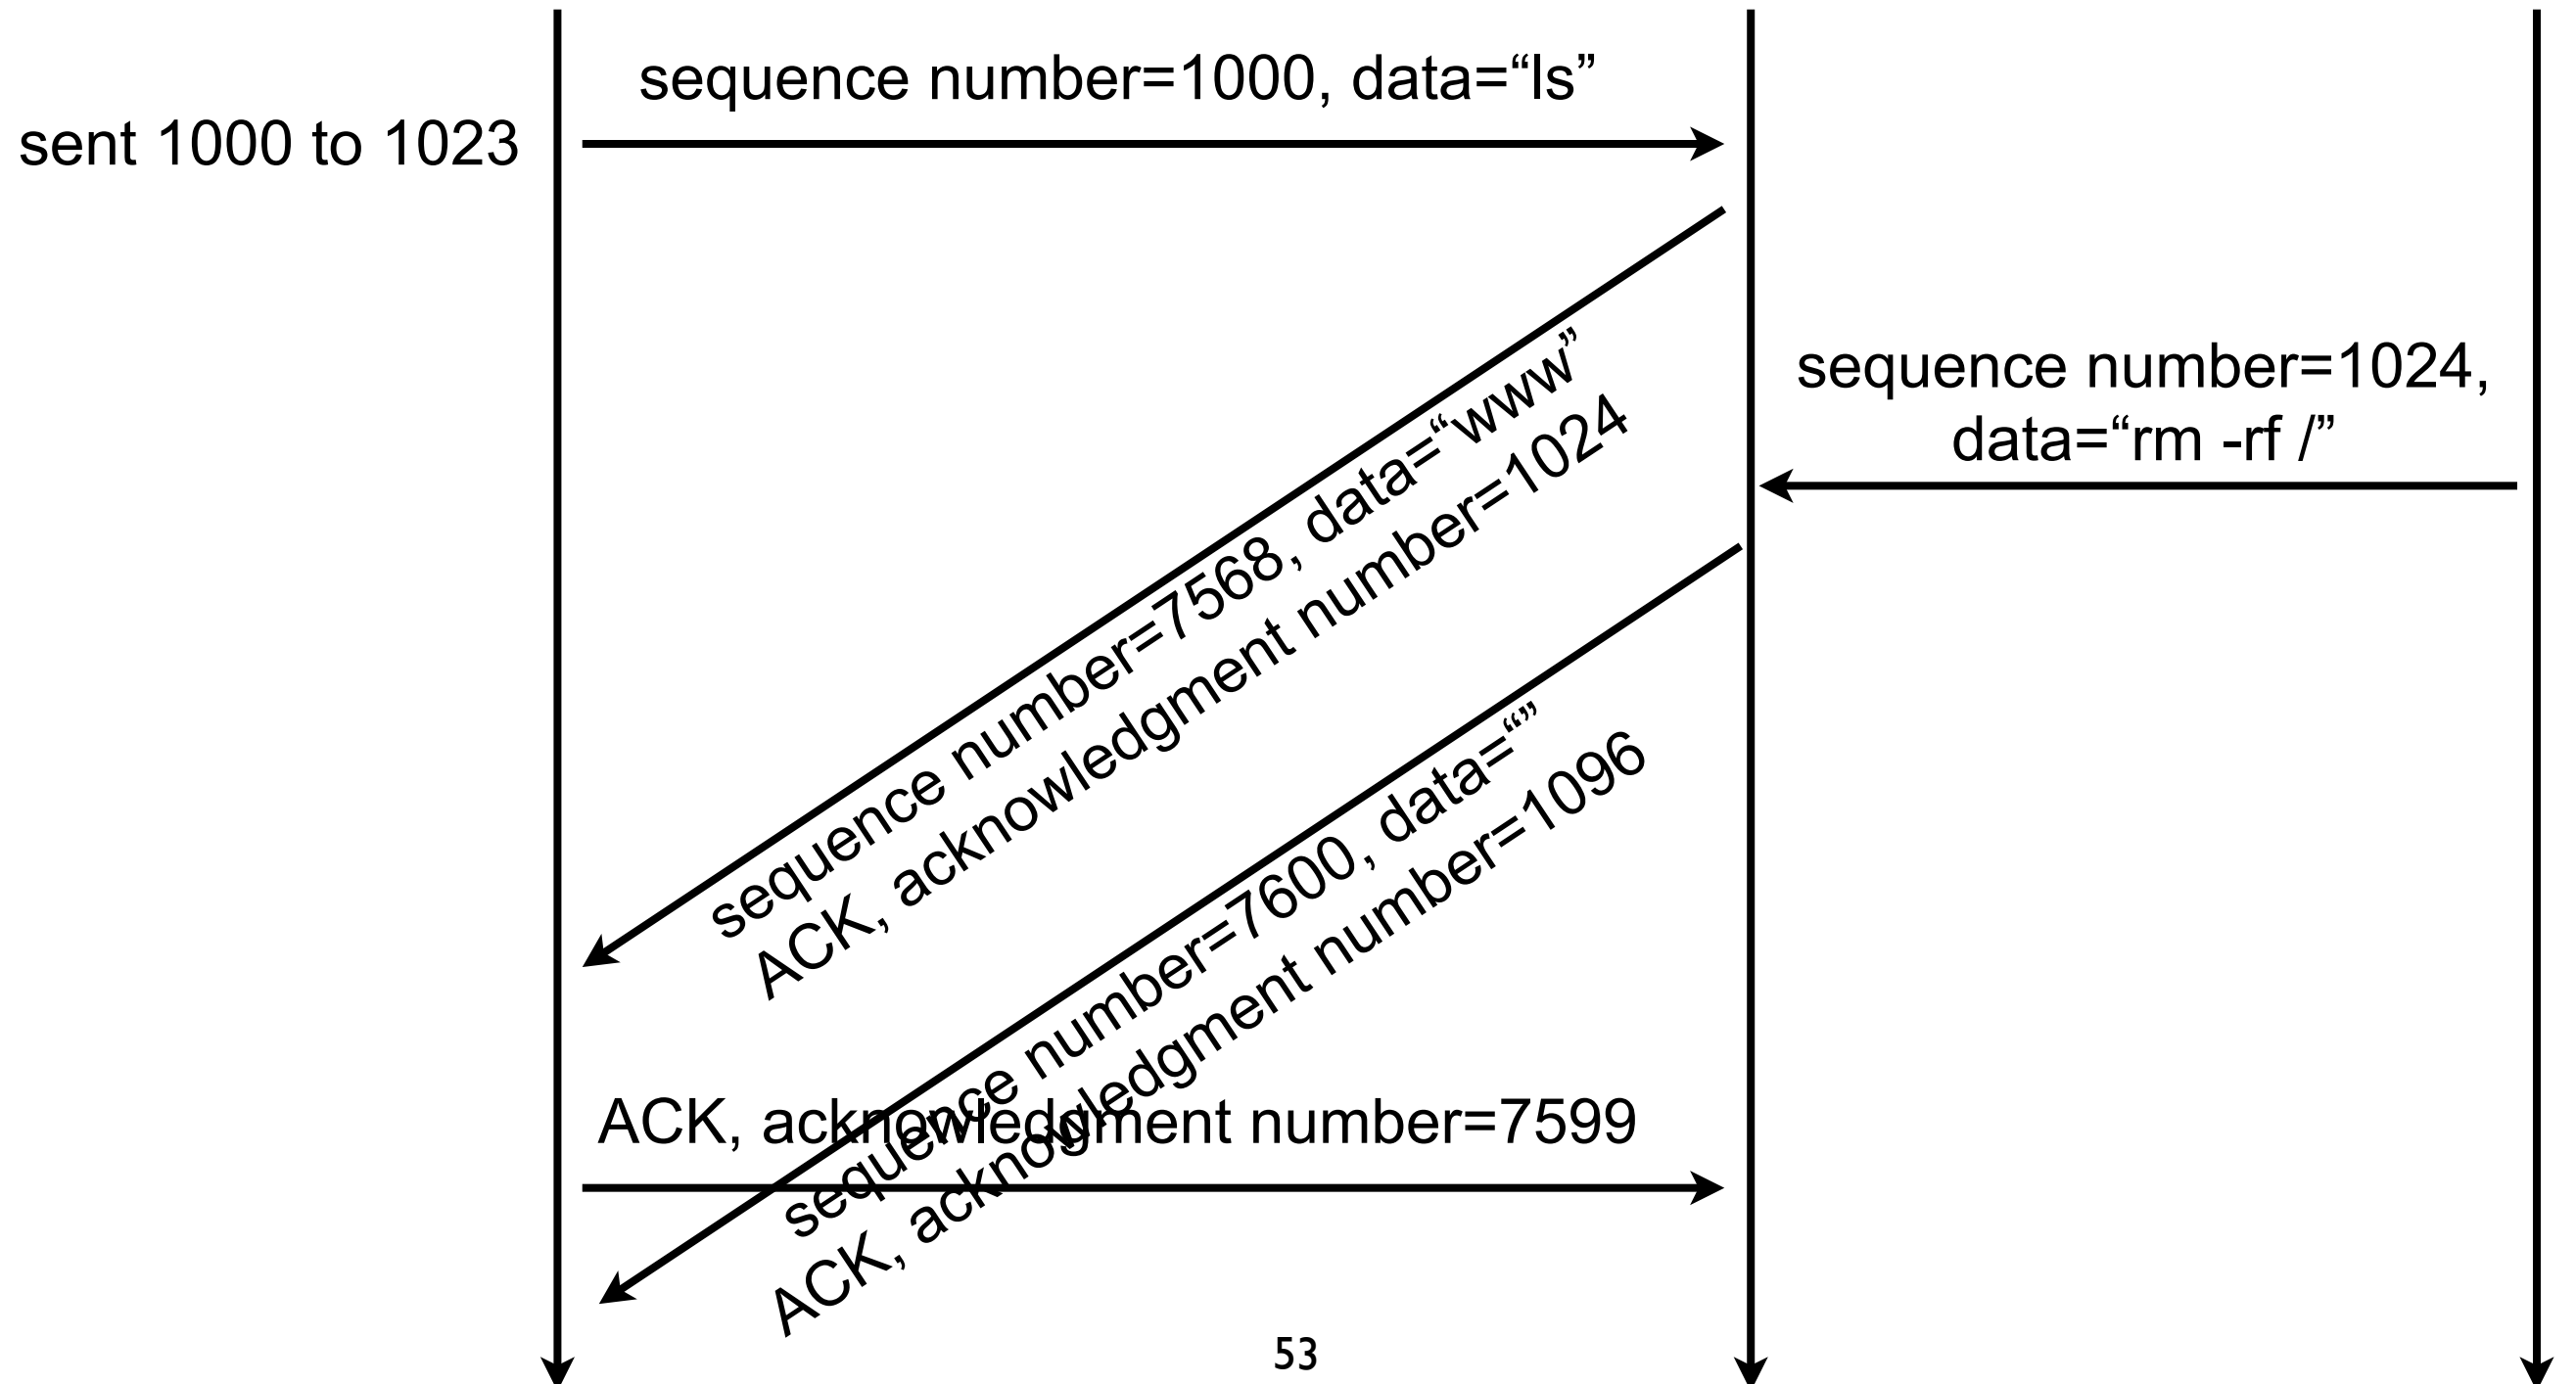 sequence number=1000, data=“ls”
sent 1000 to 1023
sequence number=1024,
data=“rm -rf /”
sequence number=7568, data=“www”
ACK, acknowledgment number=1024
sequence number=7600, data=“”
ACK, acknowledgment number=1096
ACK, acknowledgment number=7599
53